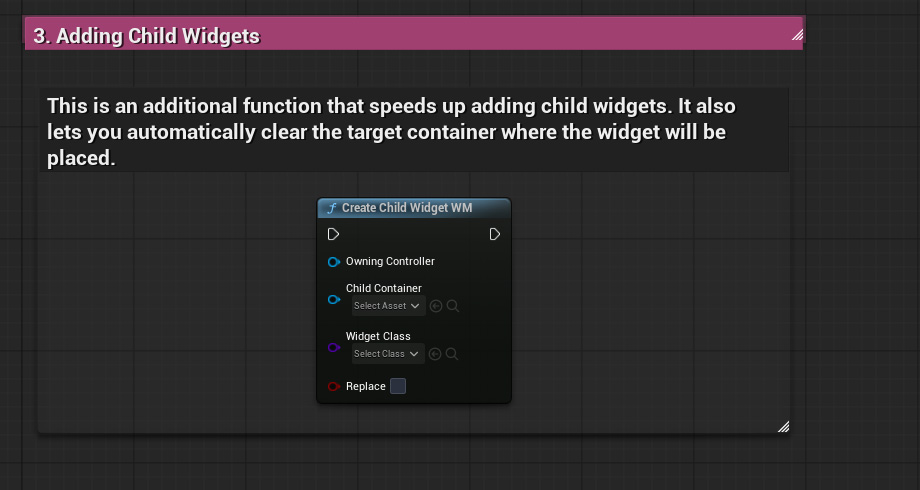 3. Adding Child Widgets
This is an additional function that speeds up adding child widgets. It also
lets you automatically clear the target container where the widget will be
placed.
Create Child Widget WM
Owning Controller
Child Container
Select Asset
Widget Class
Select Class
Replace